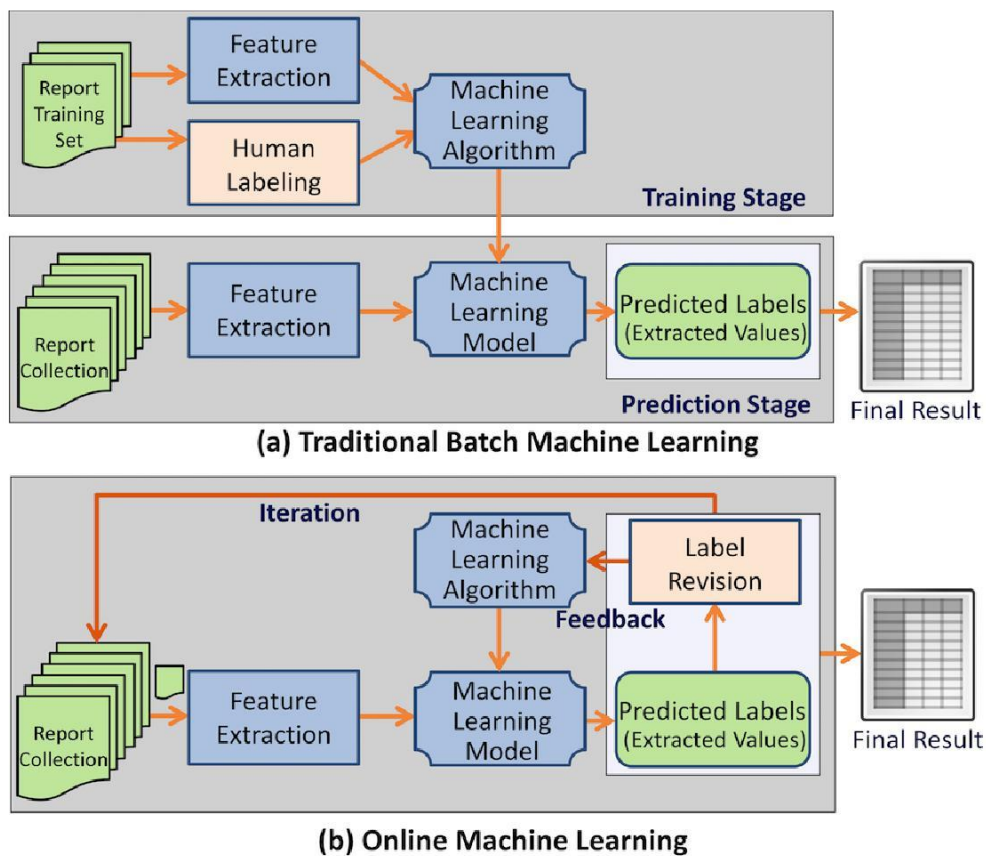 Report
Training
Set
Feature
Extraction
Human
Labeling
Machine
Learning
Algorithm
Training Stage
Report
Collection
Feature
Extraction
Machine
Learning
Model
Predicted Labels
(Extracted Values)
Prediction Stage
Final Result
(a) Traditional Batch Machine Learning
Iteration
Machine
Learning
Algorithm
Label
Revision
Feedback
Report
Collection
Feature
Extraction
Machine
Learning
Model
Predicted Labels
(Extracted Values)
Final Result
(b) Online Machine Learning